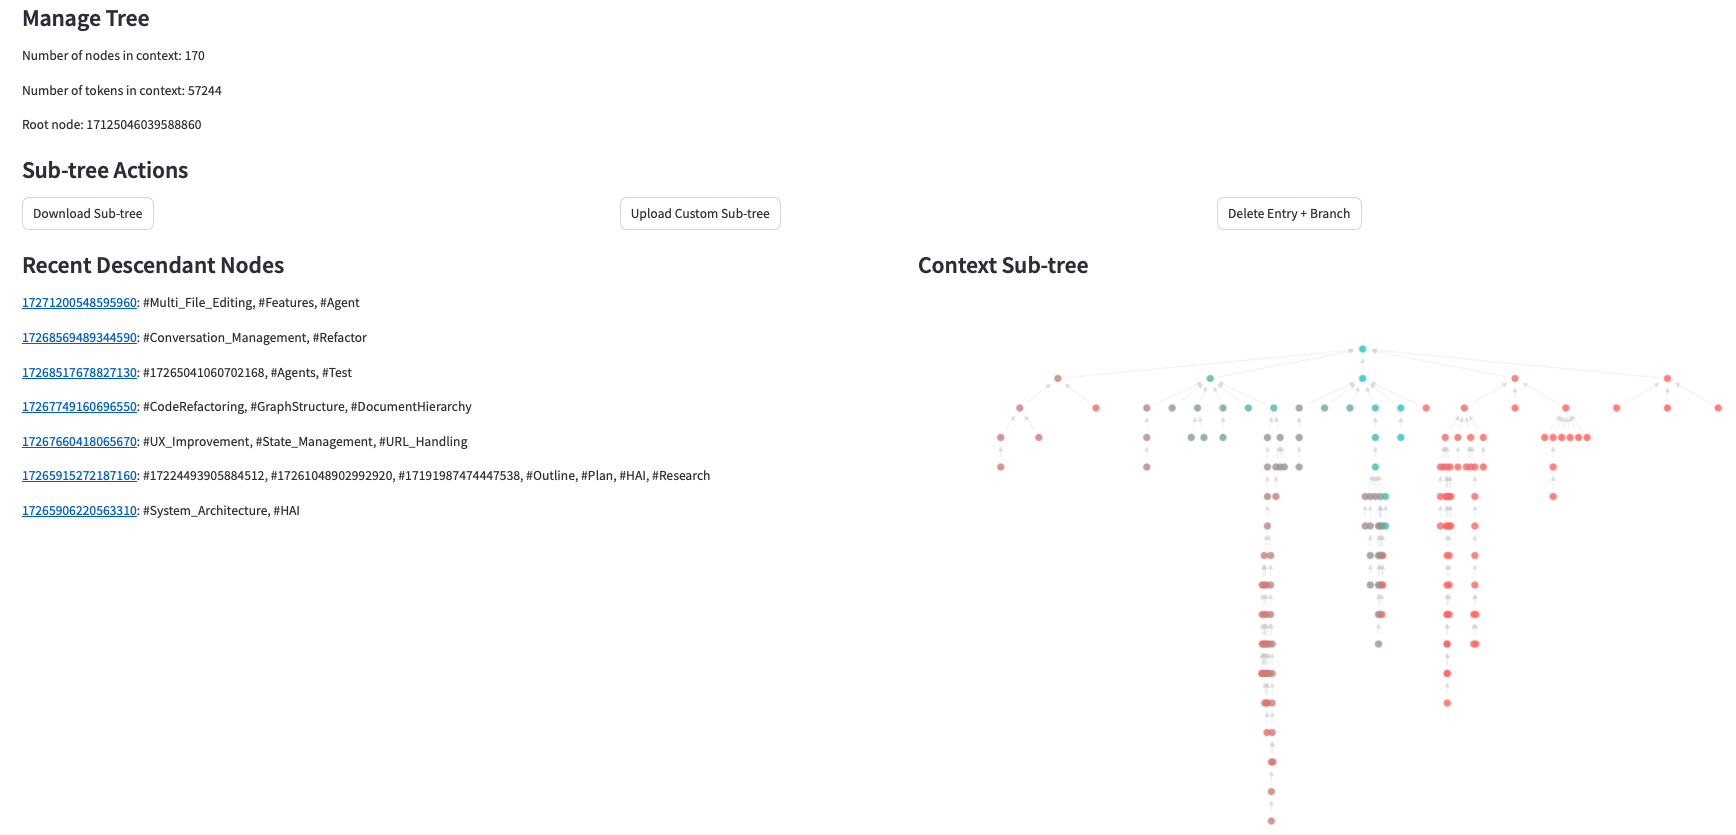 Manage Tree
Number of nodes in context: 170
Number of tokens in context: 57244
Root node: 17125046039588860
Sub-tree Actions
Download Sub-tree
Upload Custom Sub-tree
Delete Entry + Branch
Recent Descendant Nodes
17271200548595960: #Multi_File_Editing, #Features, #Agent
17268569489344590: #Conversation_Management, #Refactor
17268517678827130: #17265041060702168, #Agents, #Test
17267749160696550: #CodeRefactoring, #GraphStructure, #DocumentHierarchy
17267660418065670: #UX_Improvement, #State_Management, #URL_Handling
17265915272187160: #17224493905884512, #17261048902992920, #17191987474447538, #Outline, #Plan, #HAI, #Research
17265906220563310: #System_Architecture, #HAI
Context Sub-tree